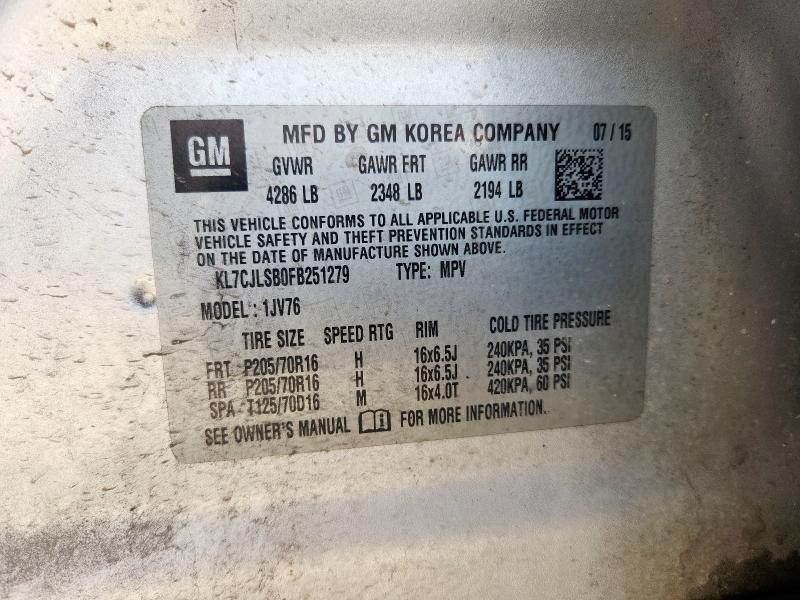 GM
MFD BY GM KOREA COMPANY 07 / 15
GVWR GAWR FRT GAWR RR
4286 LB 2348 LB 2194 LB
THIS VEHICLE CONFORMS TO ALL APPLICABLE U.S. FEDERAL MOTOR
VEHICLE SAFETY AND THEFT PREVENTION STANDARDS IN EFFECT
ON THE DATE OF MANUFACTURE SHOWN ABOVE.
KL7CJLSB0FB251279 TYPE: MPV
MODEL : 1JV76
TIRE SIZE SPEED RTG RIM COLD TIRE PRESSURE
FRT P205/70R16 H 16x6.5J 240KPA, 35 PSI
RR P205/70R16 H 16x6.5J 240KPA, 35 PSI
SPA T125/70D16 M 16x4.0T 420KPA, 60 PSI
SEE OWNER'S MANUAL FOR MORE INFORMATION.